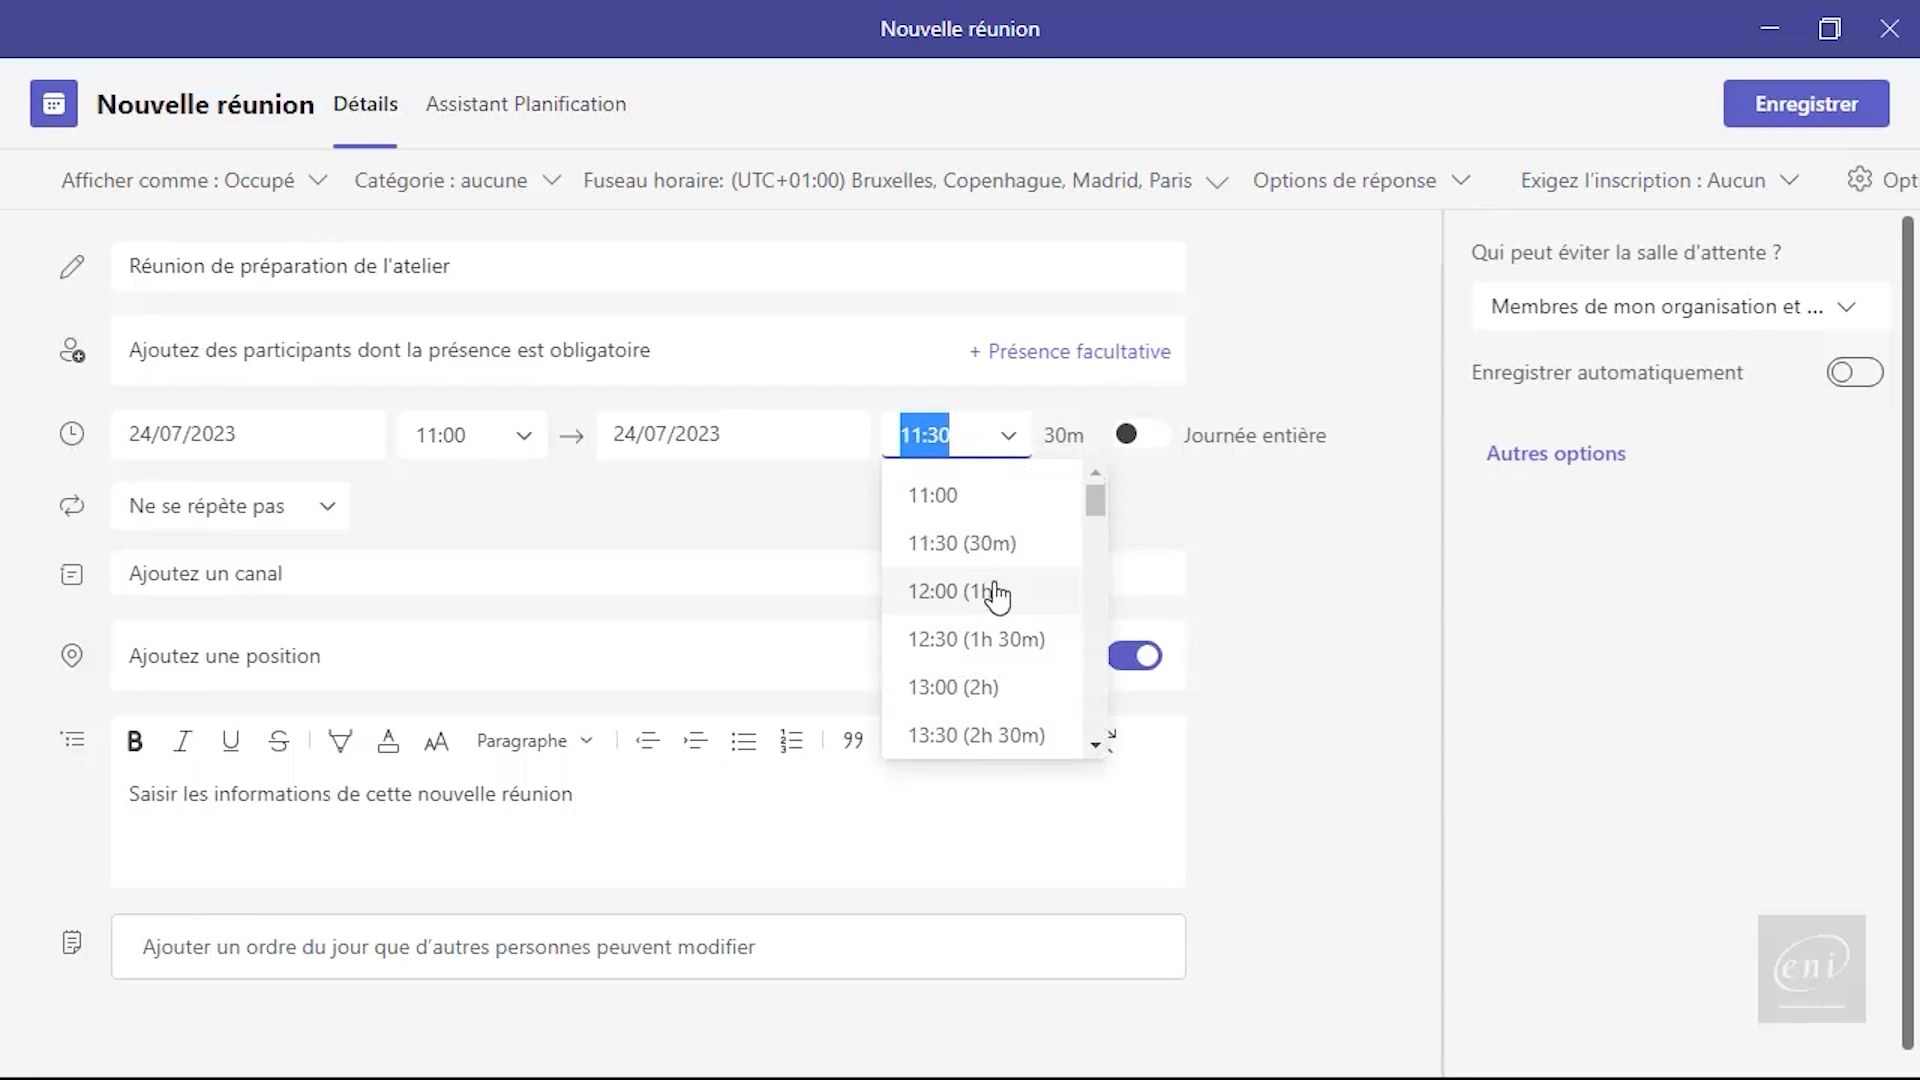 Nouvelle réunion
Nouvelle réunion Détails Assistant Planification Enregistrer
Afficher comme : Occupé Catégorie : aucune Fuseau horaire: (UTC+01:00) Bruxelles, Copenhague, Madrid, Paris Options de réponse Exigez l'inscription : Aucun Opt
Réunion de préparation de l'atelier
Ajoutez des participants dont la présence est obligatoire + Présence facultative
24/07/2023 11:00 → 24/07/2023 11:30 30m Journée entière
11:00
11:30 (30m)
12:00 (1h
12:30 (1h 30m)
13:00 (2h)
13:30 (2h 30m)
Ne se répète pas
Ajoutez un canal
Ajoutez une position
B I U S A AA Paragraphe 99
Saisir les informations de cette nouvelle réunion
Ajouter un ordre du jour que d'autres personnes peuvent modifier
Qui peut éviter la salle d'attente ?
Membres de mon organisation et ...
Enregistrer automatiquement
Autres options
eni